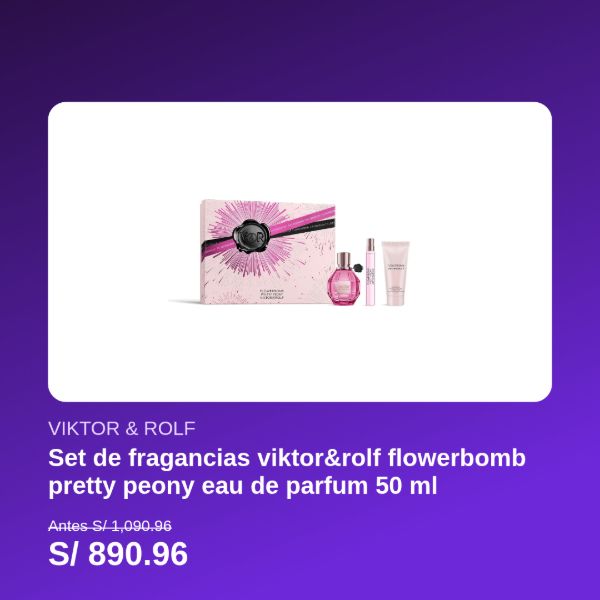 VIKTOR & ROLF
Set de fragancias viktor&rolf flowerbomb
pretty peony eau de parfum 50 ml
Antes S/ 1,090.96
S/ 890.96